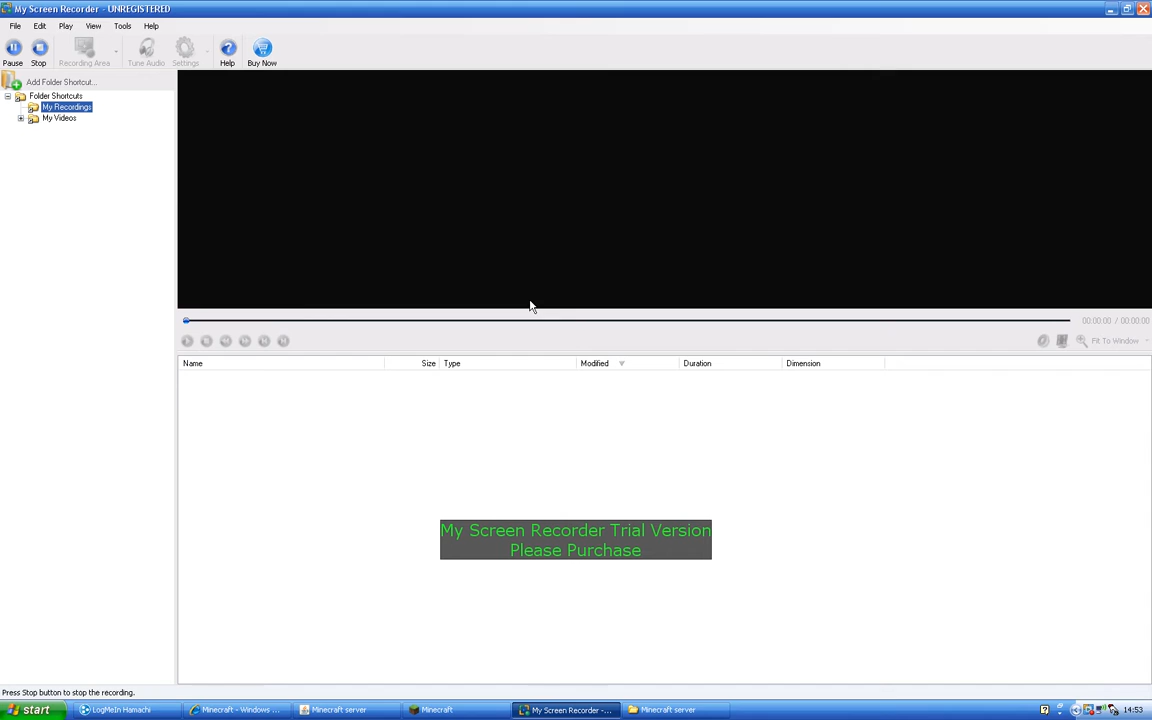 My Screen Recorder - UNREGISTERED
File Edit Play View Tools Help
Pause Stop Recording Area Tune Audio Settings Help Buy Now
Add Folder Shortcut...
Folder Shortcuts
My Recordings
My Videos
00:00:00 / 00:00:00
Fit To Window
Name Size Type Modified Duration Dimension
My Screen Recorder Trial Version
Please Purchase
Press Stop button to stop the recording.
start LogMeIn Hamachi Minecraft - Windows ... Minecraft server Minecraft My Screen Recorder -... Minecraft server 14:53